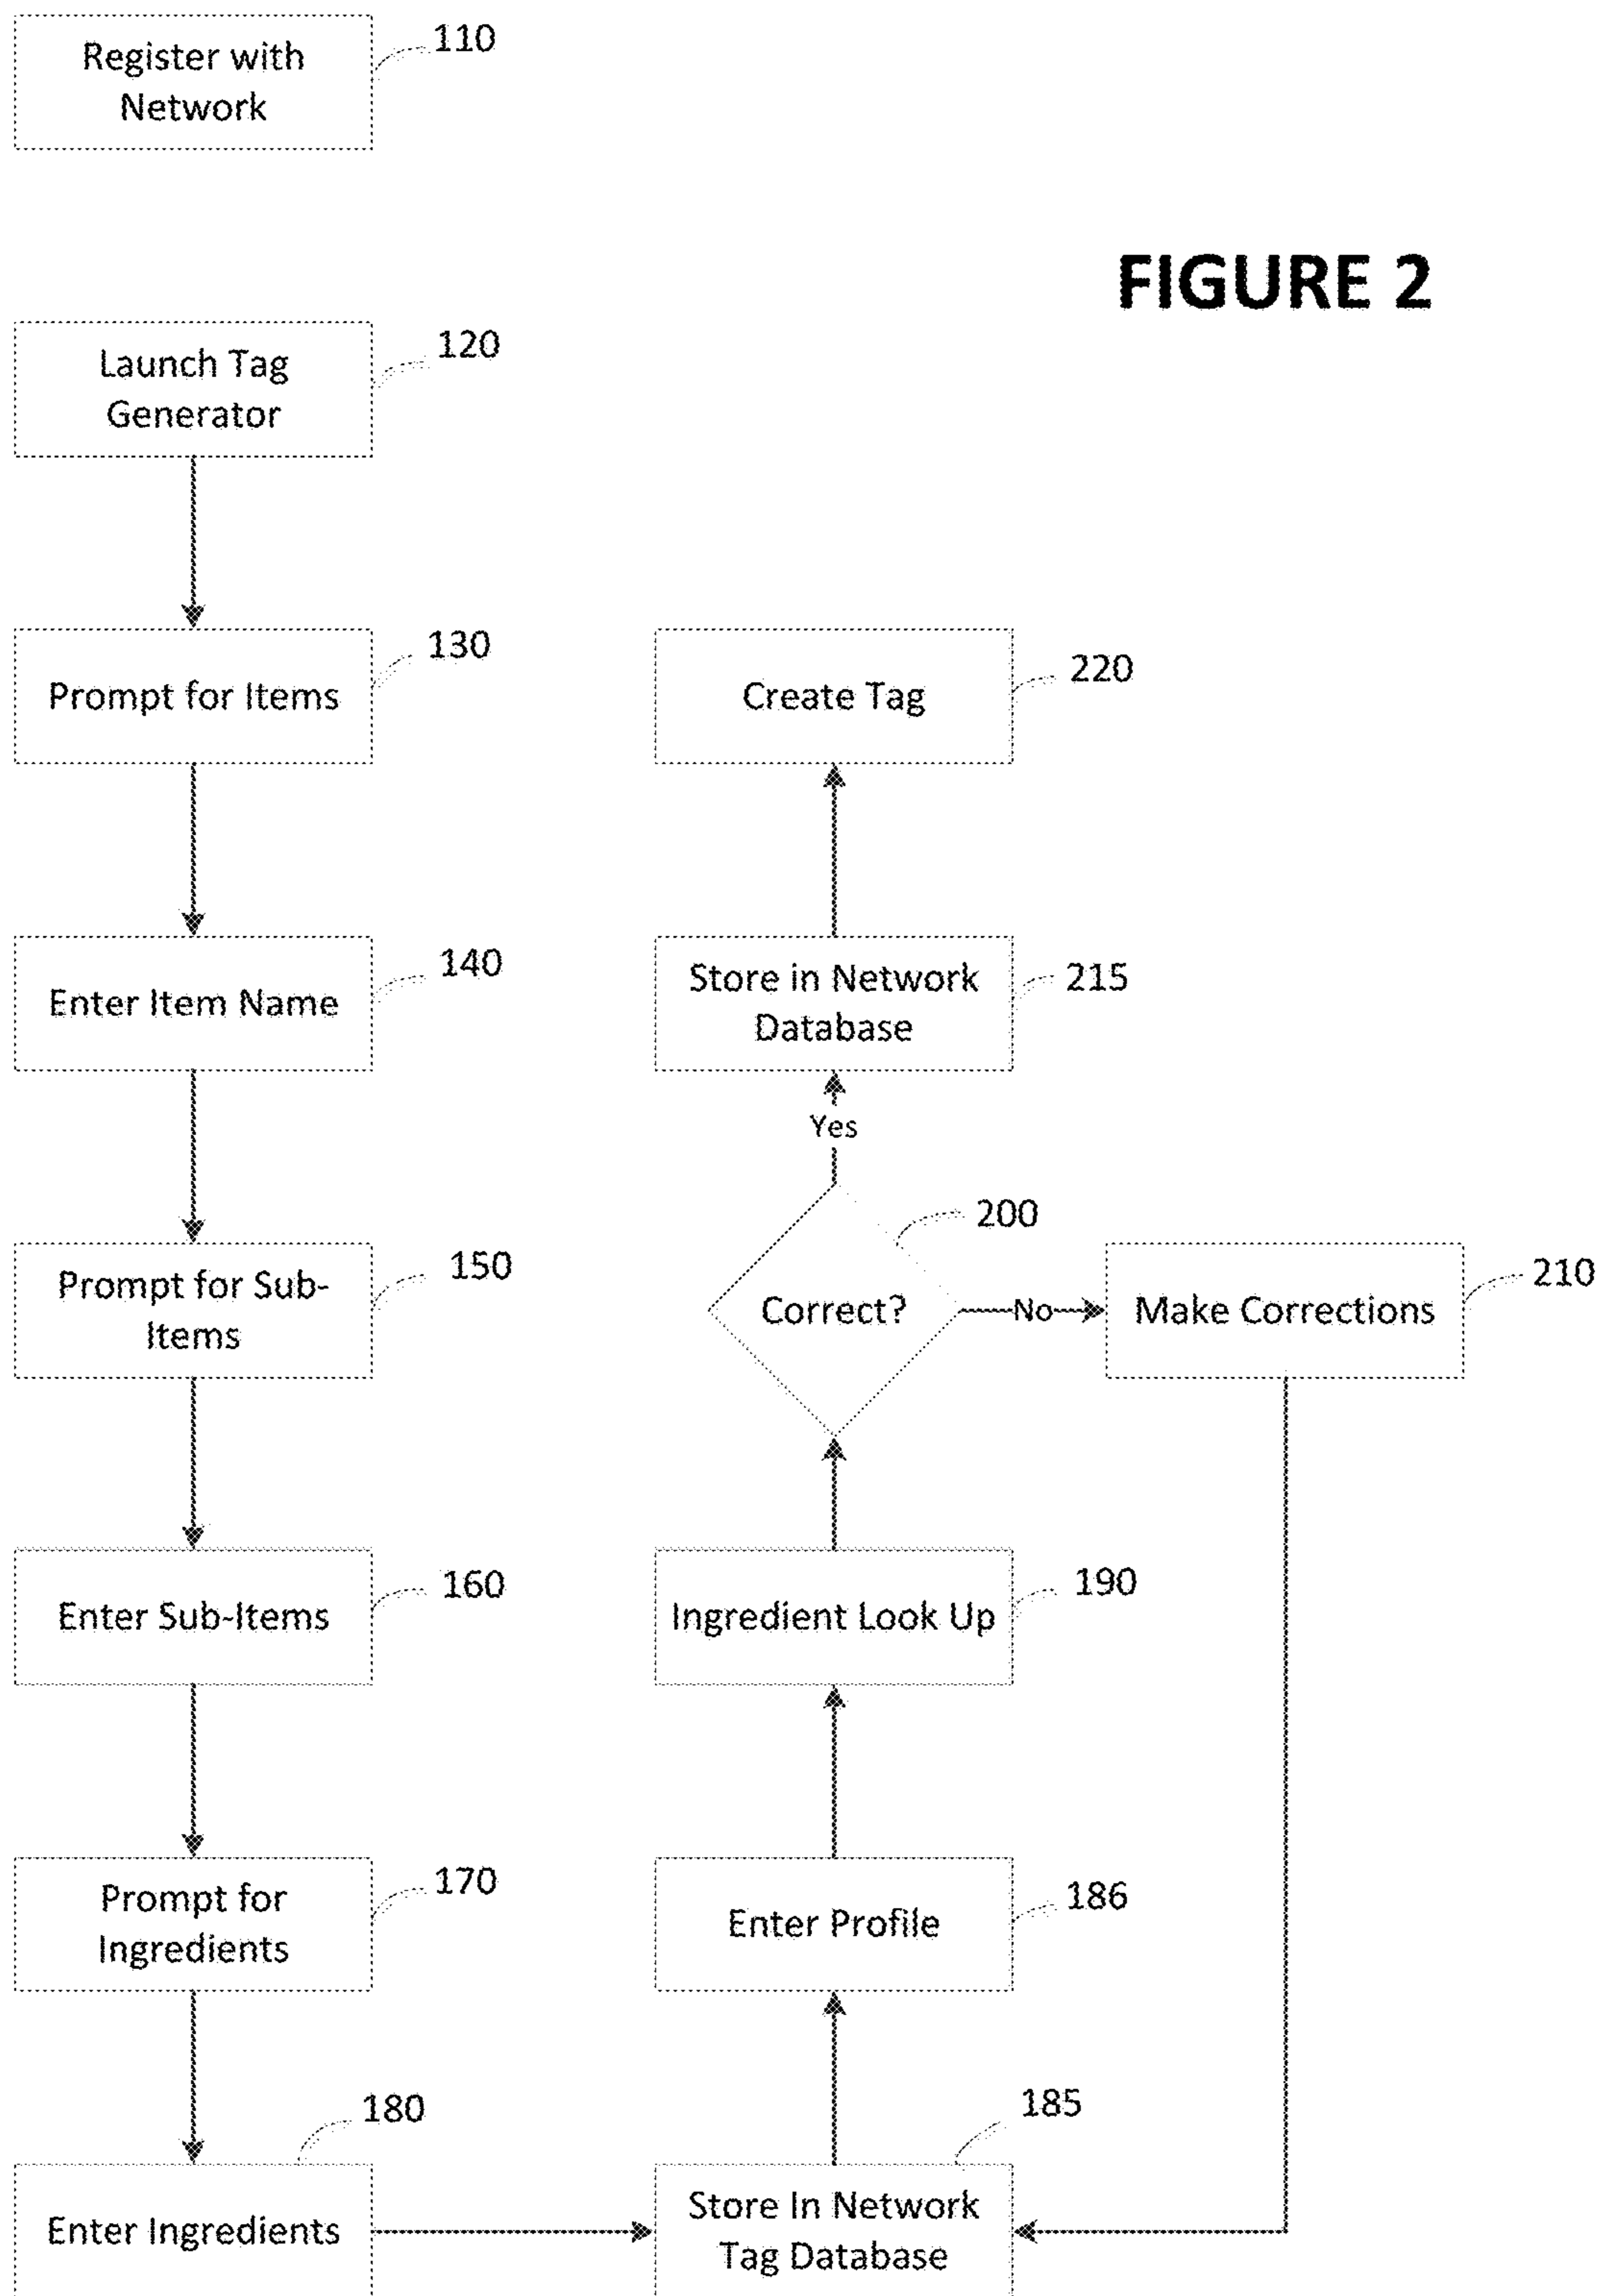 Register with
Network
110
FIGURE 2
Launch Tag
Generator
120
Prompt for Items
130
Create Tag
220
Enter Item Name
140
Store in Network
Database
215
Yes
Prompt for Sub-
Items
150
Correct?
200
No
Make Corrections
210
Enter Sub-Items
160
Ingredient Look Up
190
Prompt for
Ingredients
170
Enter Profile
186
Enter Ingredients
180
Store In Network
Tag Database
185